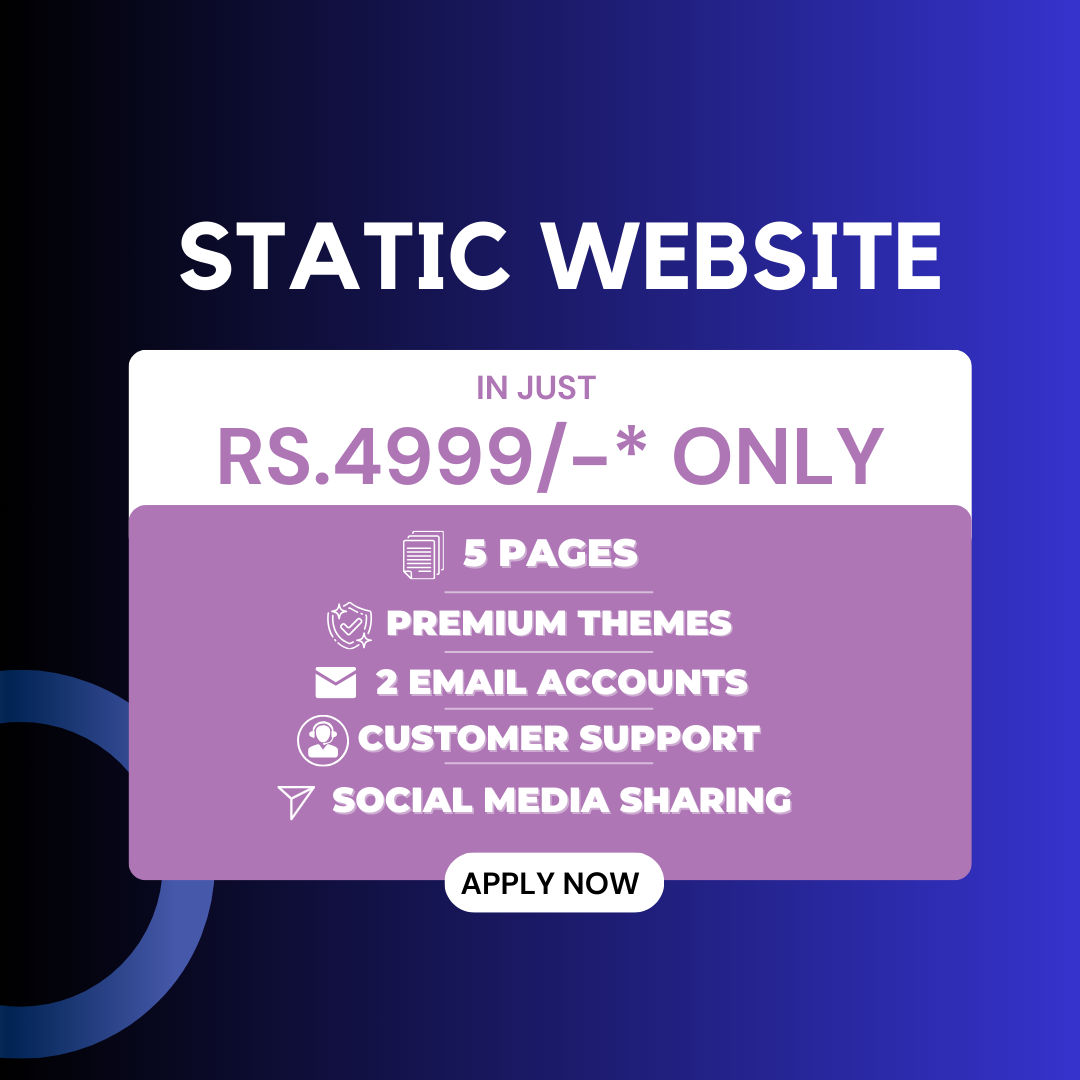 STATIC WEBSITE
IN JUST
RS.4999/-* ONLY
5 PAGES
PREMIUM THEMES
2 EMAIL ACCOUNTS
CUSTOMER SUPPORT
SOCIAL MEDIA SHARING
APPLY NOW